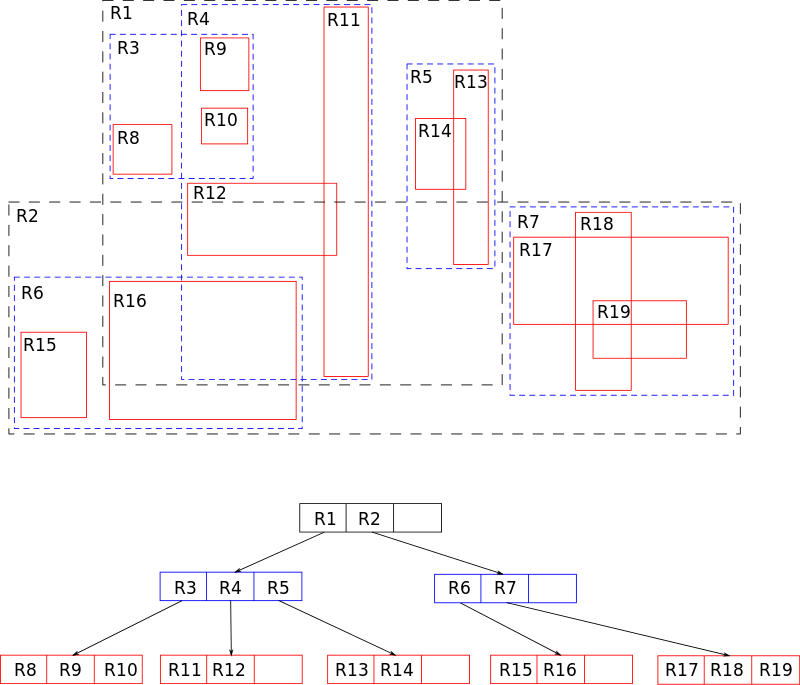 R1
R4
R11
R3
R9
R5
R13
R10
R14
R8
R12
R2
R7
R18
R17
R6
R16
R19
R15
R1 R2
R3 R4 R5
R6 R7
R8 R9 R10
R11 R12
R13 R14
R15 R16
R17 R18 R19